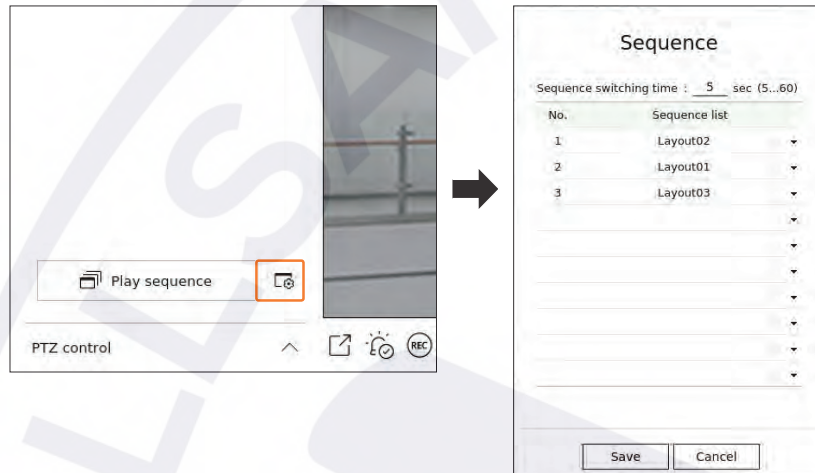 Play sequence
PTZ control
REC
Sequence
Sequence switching time : 5 sec (5...60)
No. Sequence list
1 Layout02
2 Layout01
3 Layout03
Save Cancel